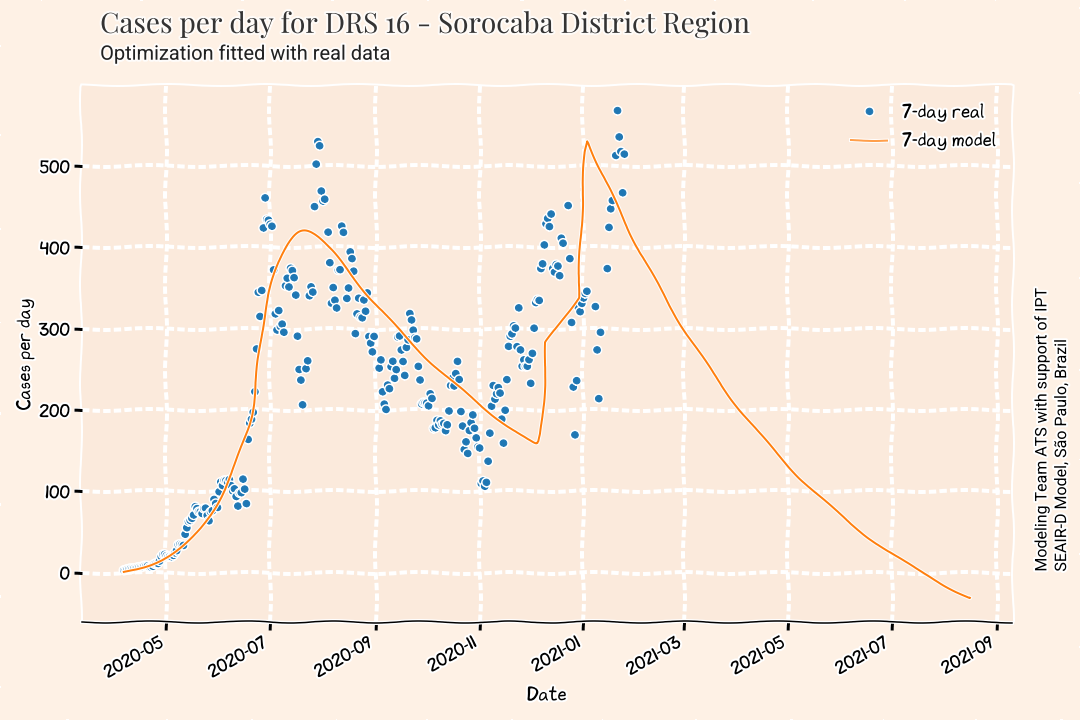 Cases per day for DRS 16 - Sorocaba District Region
Optimization fitted with real data
7-day real
7-day model
500
400
300
200
100
0
Cases per day
2020-05
2020-07
2020-09
2020-11
2021-01
2021-03
2021-05
2021-07
2021-09
Date
Modeling Team ATS with support of IPT
SEAIR-D Model, São Paulo, Brazil